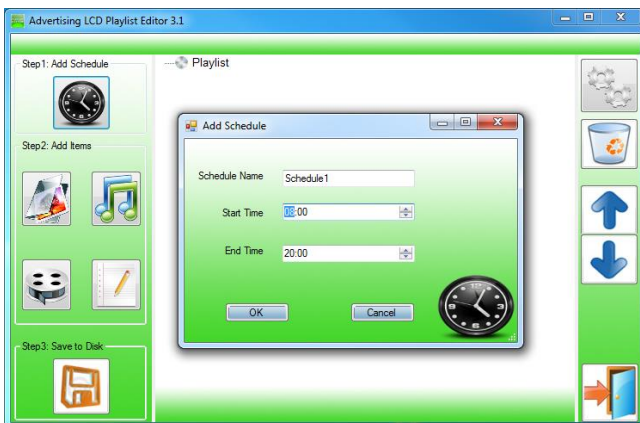 Advertising LCD Playlist Editor 3.1
Step1: Add Schedule
Playlist
Add Schedule
Step2: Add Items
Schedule Name
Schedule1
Start Time
08:00
End Time
20:00
OK
Cancel
Step3: Save to Disk